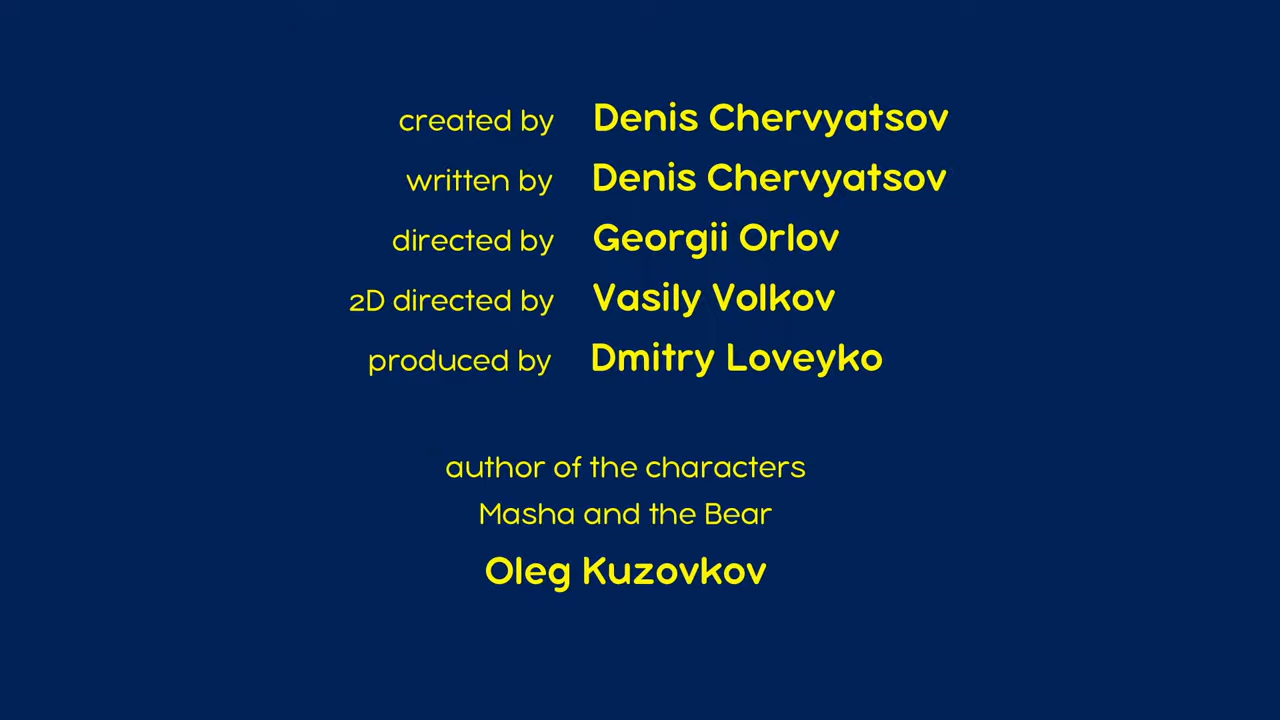 created by Denis Chervyatsov
written by Denis Chervyatsov
directed by Georgii Orlov
2D directed by Vasily Volkov
produced by Dmitry Loveyko
author of the characters
Masha and the Bear
Oleg Kuzovkov